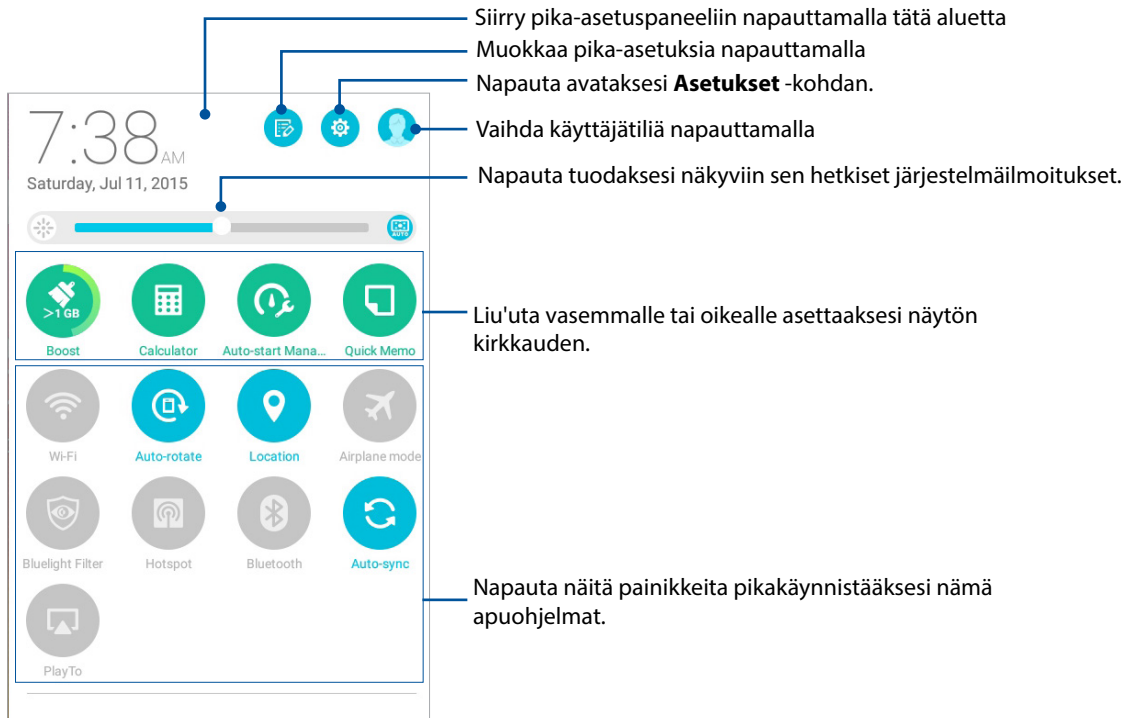 Siirry pika-asetuspaneeliin napauttamalla tätä aluetta
Muokkaa pika-asetuksia napauttamalla
Napauta avataksesi Asetukset -kohdan.
Vaihda käyttäjätiliä napauttamalla
Napauta tuodaksesi näkyviin sen hetkiset järjestelmäilmoitukset.
7:38 AM
Saturday, Jul 11, 2015
AUTO
>1 GB
Boost Calculator Auto-start Mana... Quick Memo
Liu'uta vasemmalle tai oikealle asettaaksesi näytön
kirkkauden.
Wi-Fi Auto-rotate Location Airplane mode
Bluelight Filter Hotspot Bluetooth Auto-sync
Napauta näitä painikkeita pikakäynnistääksesi nämä
apuohjelmat.
PlayTo